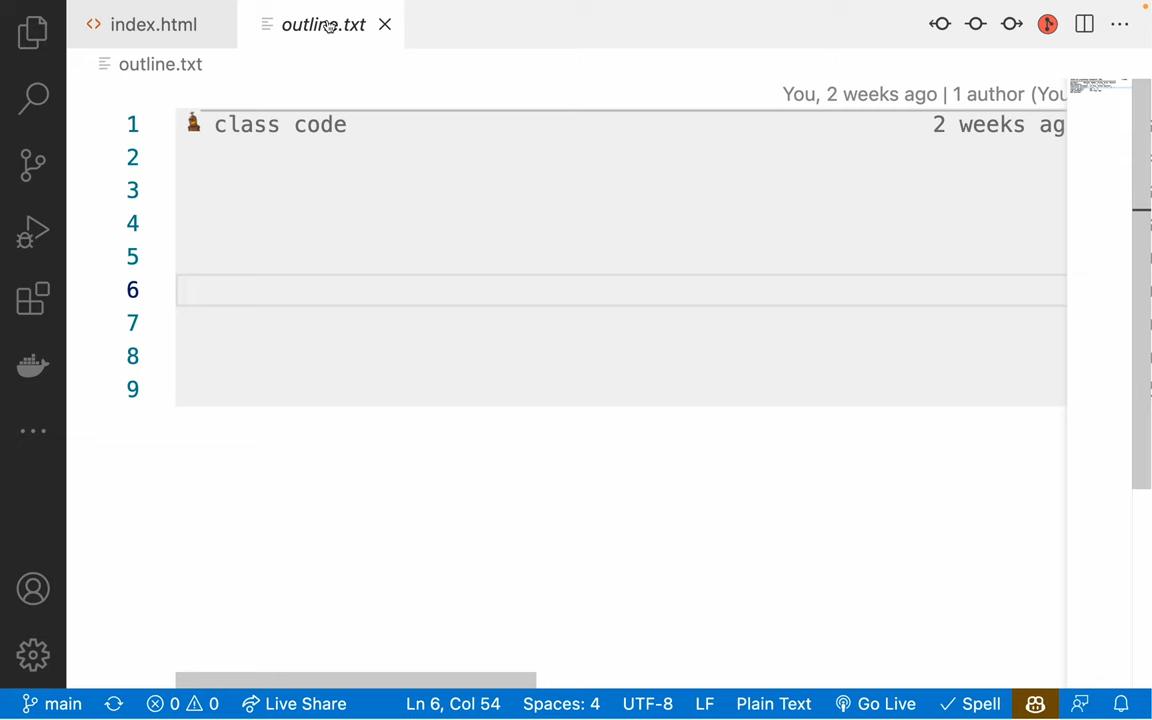 index.html outline.txt
outline.txt
You, 2 weeks ago | 1 author (You
1 class code 2 weeks ag
2
3
4
5
6
7
8
9
main 0 0 Live Share Ln 6, Col 54 Spaces: 4 UTF-8 LF Plain Text Go Live Spell